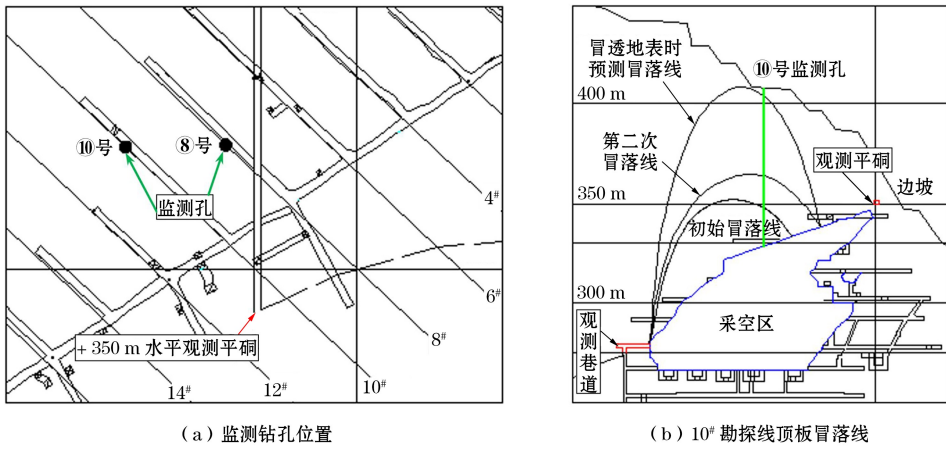 ⑩号
⑧号
监测孔
4#
6#
8#
10#
12#
14#
+350 m 水平观测平硐
(a) 监测钻孔位置
冒透地表时
预测冒落线
⑩号监测孔
400 m
第二次
冒落线
观测平硐
边坡
350 m
初始冒落线
300 m
采空区
观测巷道
(b) 10# 勘探线顶板冒落线